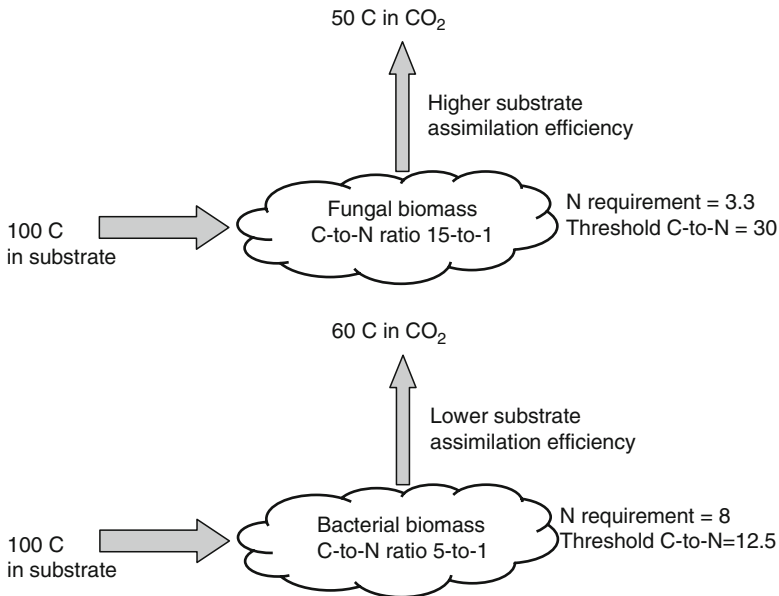 50 C in CO₂
Higher substrate
assimilation efficiency
100 C
in substrate
Fungal biomass
C-to-N ratio 15-to-1
N requirement = 3.3
Threshold C-to-N = 30
60 C in CO₂
Lower substrate
assimilation efficiency
100 C
in substrate
Bacterial biomass
C-to-N ratio 5-to-1
N requirement = 8
Threshold C-to-N=12.5